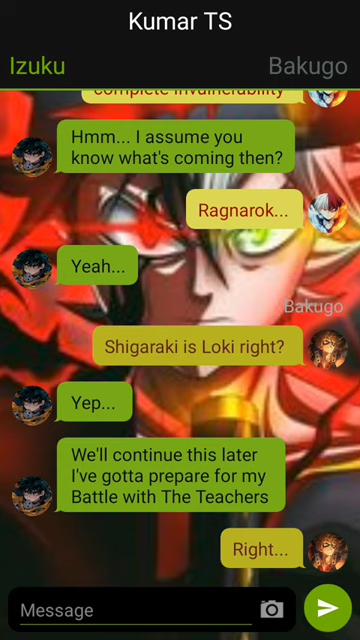 Kumar TS
Izuku
Bakugo
complete invulnerability
Hmm... I assume you
know what's coming then?
Ragnarok...
Yeah...
Bakugo
Shigaraki is Loki right?
Yep...
We'll continue this later
I've gotta prepare for my
Battle with The Teachers
Right...
Message